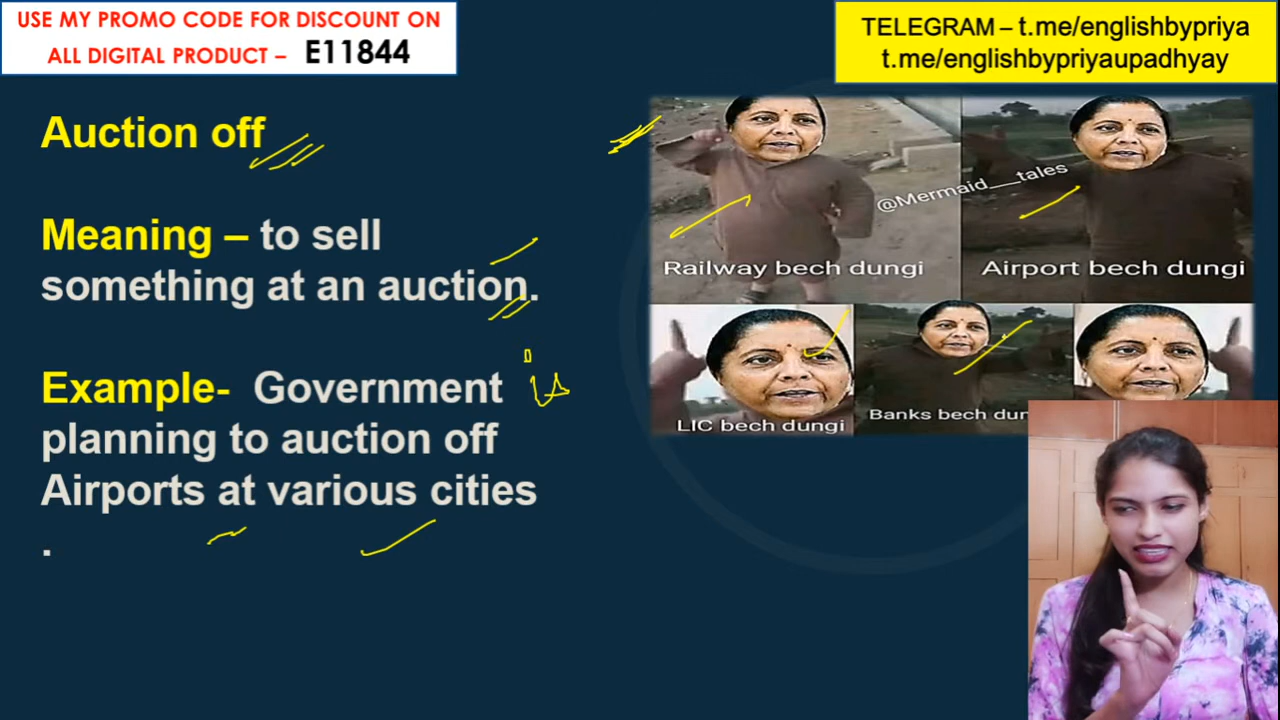 USE MY PROMO CODE FOR DISCOUNT ON
ALL DIGITAL PRODUCT – E11844
TELEGRAM – t.me/englishbypriya
t.me/englishbypriyaupadhyay
Auction off
Meaning – to sell
something at an auction.
Example- Government
is
planning to auction off
Airports at various cities
.
@Mermaid___tales
Railway bech dungi
Airport bech dungi
LIC bech dungi
Banks bech